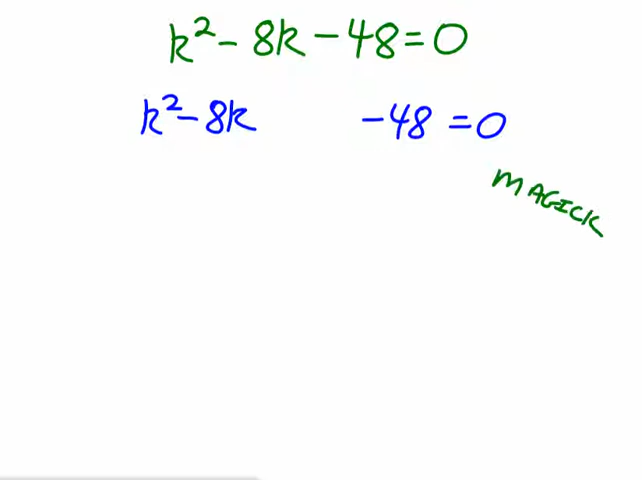 k² - 8k - 48 = 0
k² - 8k - 48 = 0
MAGICK